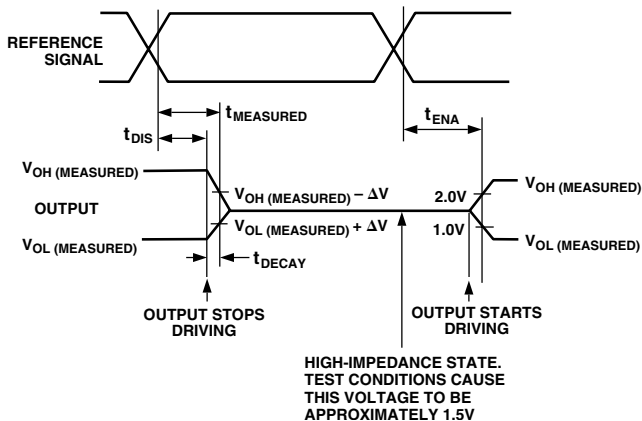 REFERENCE
SIGNAL
tMEASURED
tENA
tDIS
VOH (MEASURED)
VOH (MEASURED) – ΔV
2.0V
VOH (MEASURED)
OUTPUT
VOL (MEASURED) + ΔV
1.0V
VOL (MEASURED)
VOL (MEASURED)
tDECAY
OUTPUT STOPS
DRIVING
OUTPUT STARTS
DRIVING
HIGH-IMPEDANCE STATE.
TEST CONDITIONS CAUSE
THIS VOLTAGE TO BE
APPROXIMATELY 1.5V